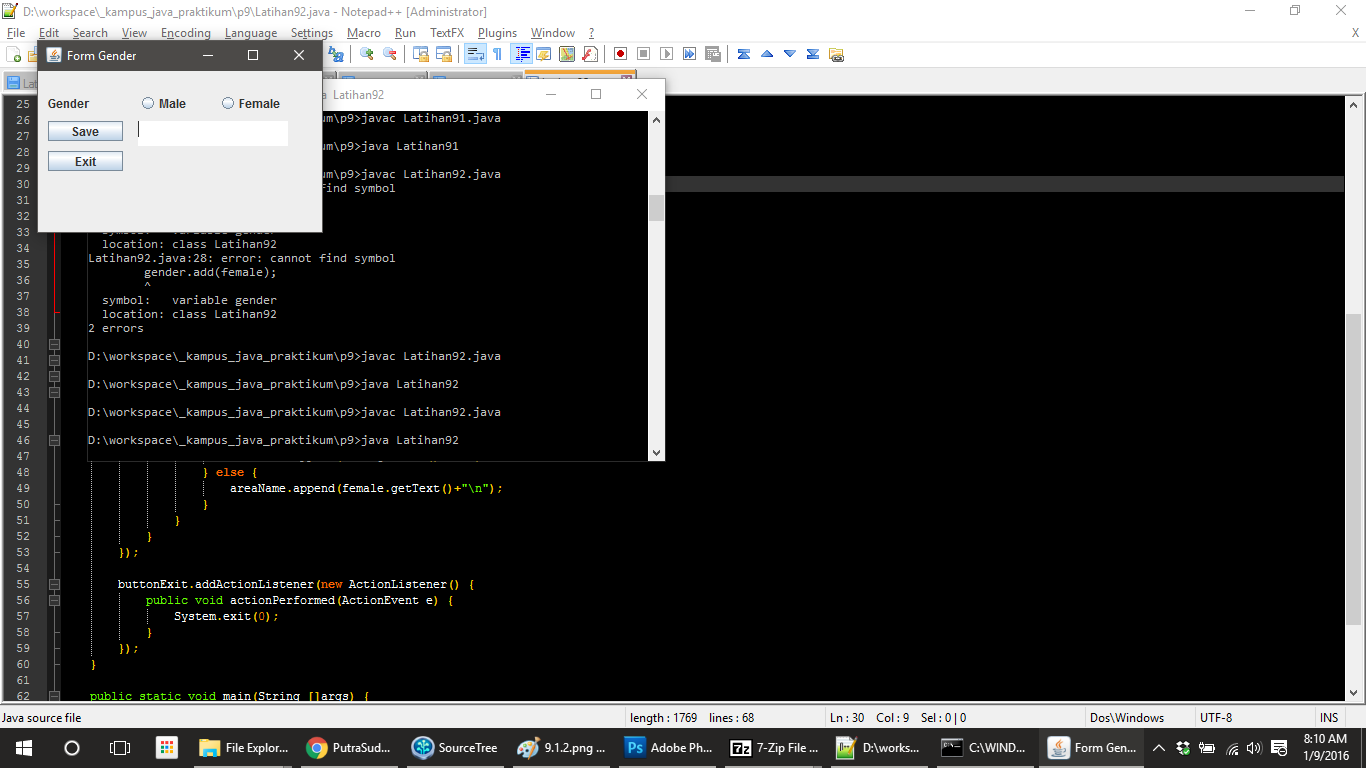 D:\workspace\_kampus_java_praktikum\p9\Latihan92.java - Notepad++ [Administrator]
File Edit Search View Encoding Language Settings Macro Run TextFX Plugins Window ? X
Form Gender
Gender Male Female
Save
Exit
Latihan92
um\p9>javac Latihan91.java
um\p9>java Latihan91
um\p9>javac Latihan92.java
find symbol
location: class Latihan92
Latihan92.java:28: error: cannot find symbol
gender.add(female);
^
symbol: variable gender
location: class Latihan92
2 errors
D:\workspace\_kampus_java_praktikum\p9>javac Latihan92.java
D:\workspace\_kampus_java_praktikum\p9>java Latihan92
D:\workspace\_kampus_java_praktikum\p9>javac Latihan92.java
D:\workspace\_kampus_java_praktikum\p9>java Latihan92
25
26
27
28
29
30
31
32
33
34
35
36
37
38
39
40
41
42
43
44
45
46
47
48 } else {
49 areaName.append(female.getText()+"\n");
50 }
51 }
52 }
53 });
54
55 buttonExit.addActionListener(new ActionListener() {
56 public void actionPerformed(ActionEvent e) {
57 System.exit(0);
58 }
59 });
60 }
61
62 public static void main(String []args) {
Java source file length : 1769 lines : 68 Ln : 30 Col : 9 Sel : 0 | 0 Dos\Windows UTF-8 INS
File Explor... PutraSud... SourceTree 9.1.2.png ... Ps Adobe Ph... 7z 7-Zip File ... D:\works... C:\WIND... Form Gen... 8:10 AM
1/9/2016